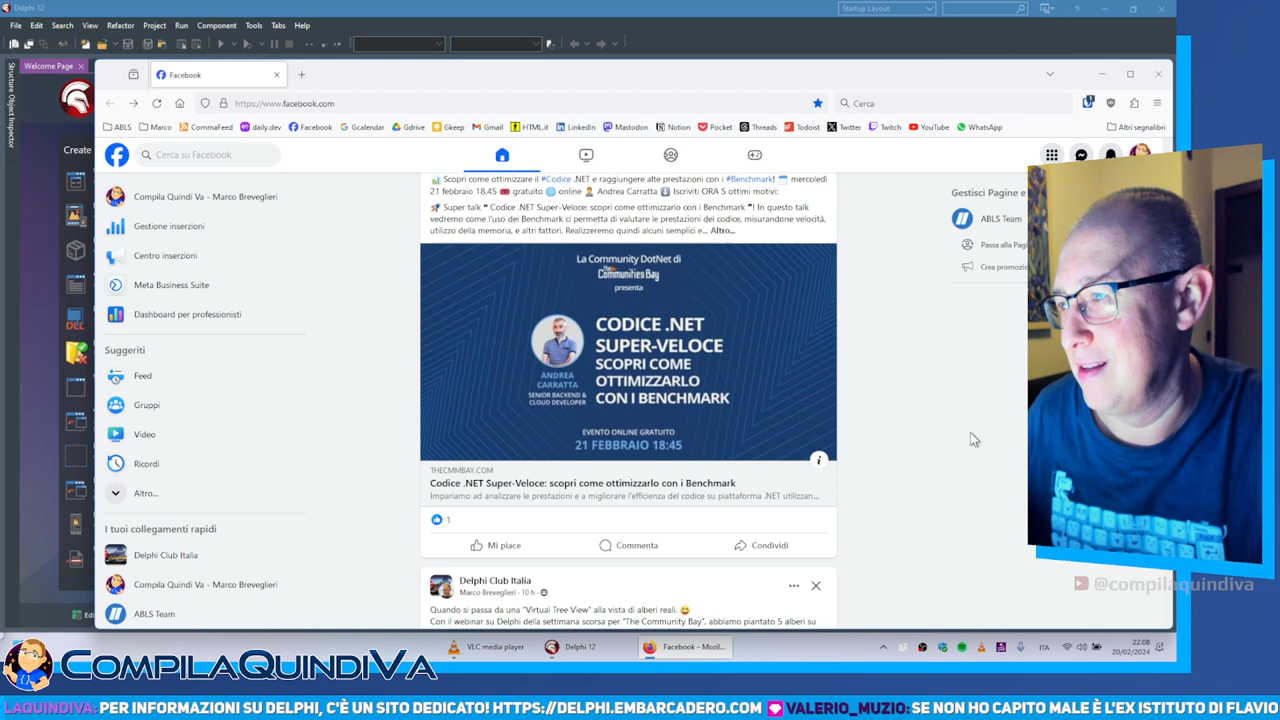 Delphi 12
Startup Layout
File Edit Search View Refactor Project Run Component Tools Tabs Help
Welcome Page
Structure Object Inspector
Create
DLL
Facebook
https://www.facebook.com
Cerca
ABLS Marco CommaFeed daily.dev Facebook Gcalendar Gdrive Gkeep Gmail HTML.it LinkedIn Mastodon Notion Pocket Threads Todoist Twitter Twitch YouTube WhatsApp Altri segnalibri
Cerca su Facebook
Compila Quindi Va - Marco Breveglieri
Gestione inserzioni
Centro inserzioni
Meta Business Suite
Dashboard per professionisti
Suggeriti
Feed
Gruppi
Video
Ricordi
Altro...
I tuoi collegamenti rapidi
Delphi Club Italia
Compila Quindi Va - Marco Breveglieri
ABLS Team
Scopri come ottimizzare il #Codice .NET e raggiungere alte prestazioni con i #Benchmark! mercoledì
21 febbraio 18.45 gratuito online Andrea Carratta Iscriviti ORA 5 ottimi motivi:
Super talk " Codice .NET Super-Veloce: scopri come ottimizzarlo con i Benchmark "! In questo talk
vedremo come l'uso dei Benchmark ci permetta di valutare le prestazioni del codice, misurandone velocità,
utilizzo della memoria, e altri fattori. Realizzeremo quindi alcuni semplici e... Altro...
La Community DotNet di
The Communities Bay
presenta
CODICE .NET
SUPER-VELOCE
SCOPRI COME
OTTIMIZZARLO
CON I BENCHMARK
ANDREA
CARRATTA
SENIOR BACKEND &
CLOUD DEVELOPER
EVENTO ONLINE GRATUITO
21 FEBBRAIO 18:45
THECMMBAY.COM
Codice .NET Super-Veloce: scopri come ottimizzarlo con i Benchmark
Impariamo ad analizzare le prestazioni e a migliorare l'efficienza del codice su piattaforma .NET utilizzan...
1
Mi piace Commenta Condividi
Delphi Club Italia
Marco Breveglieri · 10 h ·
Quando si passa da una "Virtual Tree View" alla vista di alberi reali.
Con il webinar su Delphi della settimana scorsa per "The Community Bay", abbiamo piantato 5 alberi su
Gestisci Pagine e
ABLS Team
Passa alla Pagi
Crea promozio
@compilaquindiva
VLC media player Delphi 12 Facebook - Mozil...
ITA
22:08
20/02/2024
COMPILAQUINDIVA
LAQUINDIVA: PER INFORMAZIONI SU DELPHI, C'È UN SITO DEDICATO! HTTPS://DELPHI.EMBARCADERO.COM VALERIO_MUZIO: SE NON HO CAPITO MALE È L'EX ISTITUTO DI FLAVIO